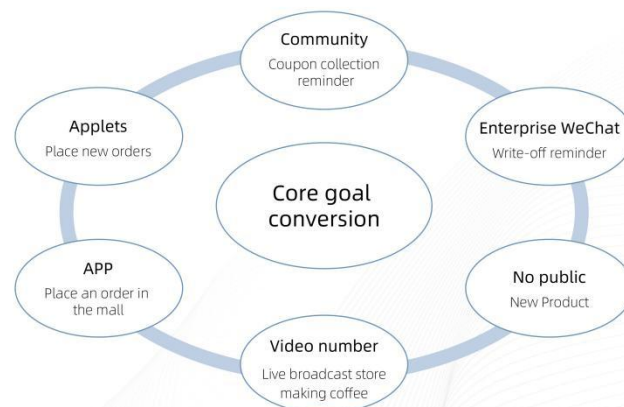 Community
Coupon collection
reminder
Applets
Place new orders
Enterprise WeChat
Write-off reminder
Core goal
conversion
APP
Place an order in
the mall
No public
New Product
Video number
Live broadcast store
making coffee